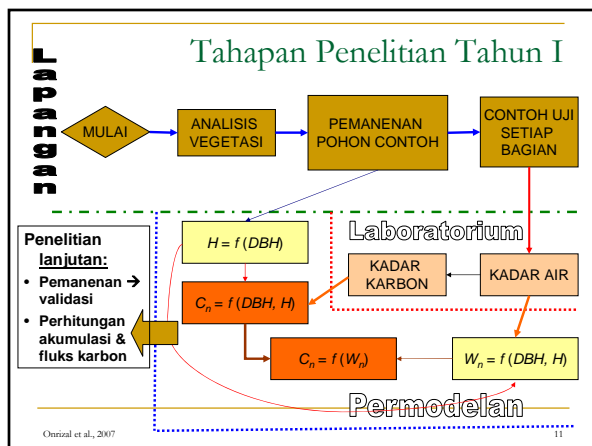 Tahapan Penelitian Tahun I
Lapangan
MULAI
ANALISIS
VEGETASI
PEMANENAN
POHON CONTOH
CONTOH UJI
SETIAP
BAGIAN
Penelitian
lanjutan:
• Pemanenan →
validasi
• Perhitungan
akumulasi &
fluks karbon
H = f (DBH)
Laboratorium
KADAR
KARBON
KADAR AIR
Cn = f (DBH, H)
Cn = f (Wn)
Wn = f (DBH, H)
Permodelan
Onrizal et al., 2007
11